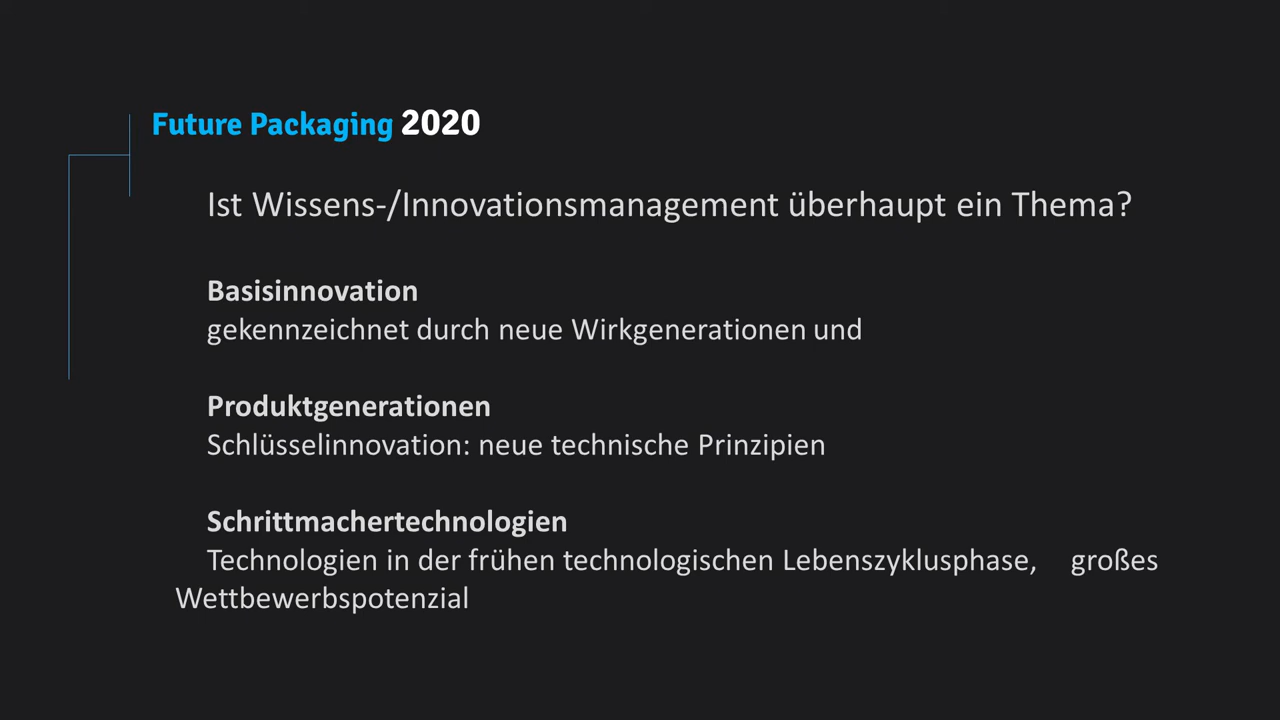 Future Packaging 2020
Ist Wissens-/Innovationsmanagement überhaupt ein Thema?
Basisinnovation
gekennzeichnet durch neue Wirkgenerationen und
Produktgenerationen
Schlüsselinnovation: neue technische Prinzipien
Schrittmachertechnologien
Technologien in der frühen technologischen Lebenszyklusphase, großes
Wettbewerbspotenzial